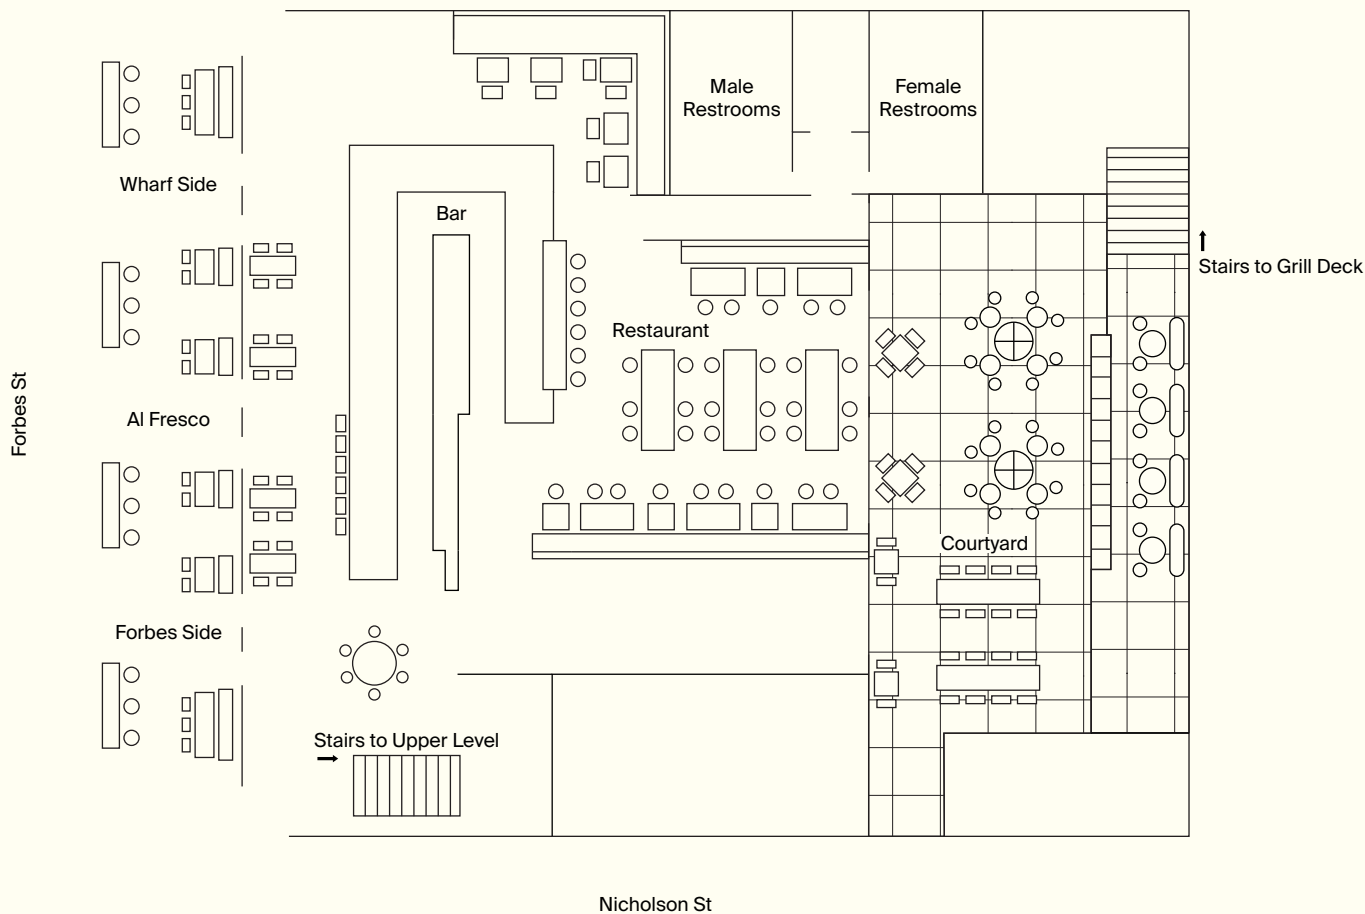 Male
Restrooms
Female
Restrooms
Wharf Side
Bar
Stairs to Grill Deck
Restaurant
Forbes St
Al Fresco
Courtyard
Forbes Side
Stairs to Upper Level
Nicholson St